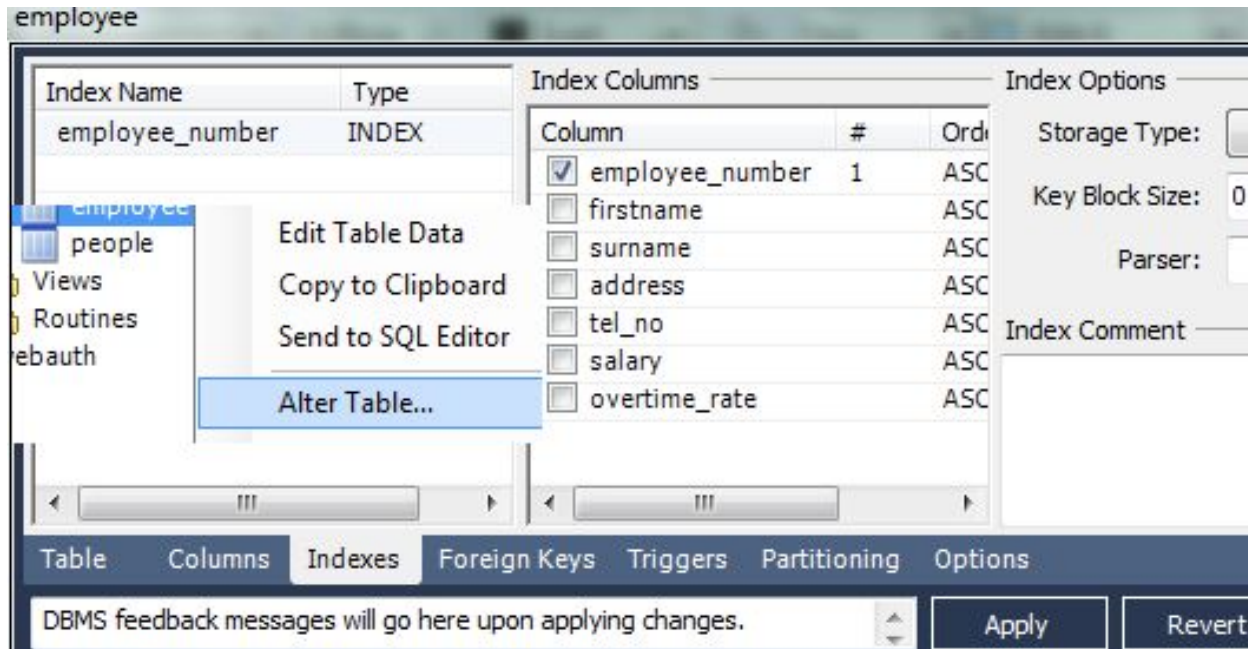 employee
Index Name Type
employee_number INDEX
Index Columns
Column # Orde
employee_number 1 ASC
firstname ASC
surname ASC
address ASC
tel_no ASC
salary ASC
overtime_rate ASC
Index Options
Storage Type:
Key Block Size: 0
Parser:
Index Comment
employee
people
Views
Routines
ebauth
Edit Table Data
Copy to Clipboard
Send to SQL Editor
Alter Table...
Table Columns Indexes Foreign Keys Triggers Partitioning Options
DBMS feedback messages will go here upon applying changes.
Apply Revert